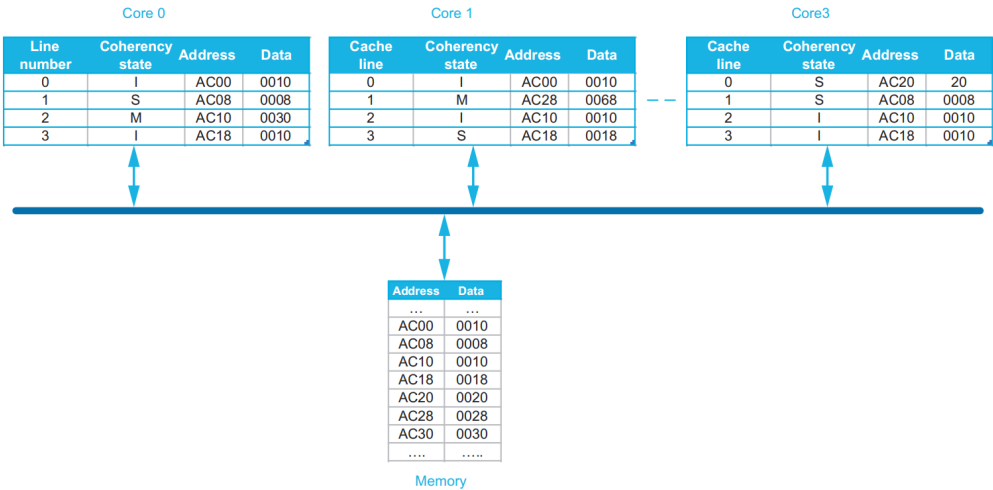 Core 0
Line number Coherency state Address Data
0 I AC00 0010
1 S AC08 0008
2 M AC10 0030
3 I AC18 0010
Core 1
Cache line Coherency state Address Data
0 I AC00 0010
1 M AC28 0068
2 I AC10 0010
3 S AC18 0018
Core3
Cache line Coherency state Address Data
0 S AC20 20
1 S AC08 0008
2 I AC10 0010
3 I AC18 0010
Address Data
... ...
AC00 0010
AC08 0008
AC10 0010
AC18 0018
AC20 0020
AC28 0028
AC30 0030
.... .....
Memory